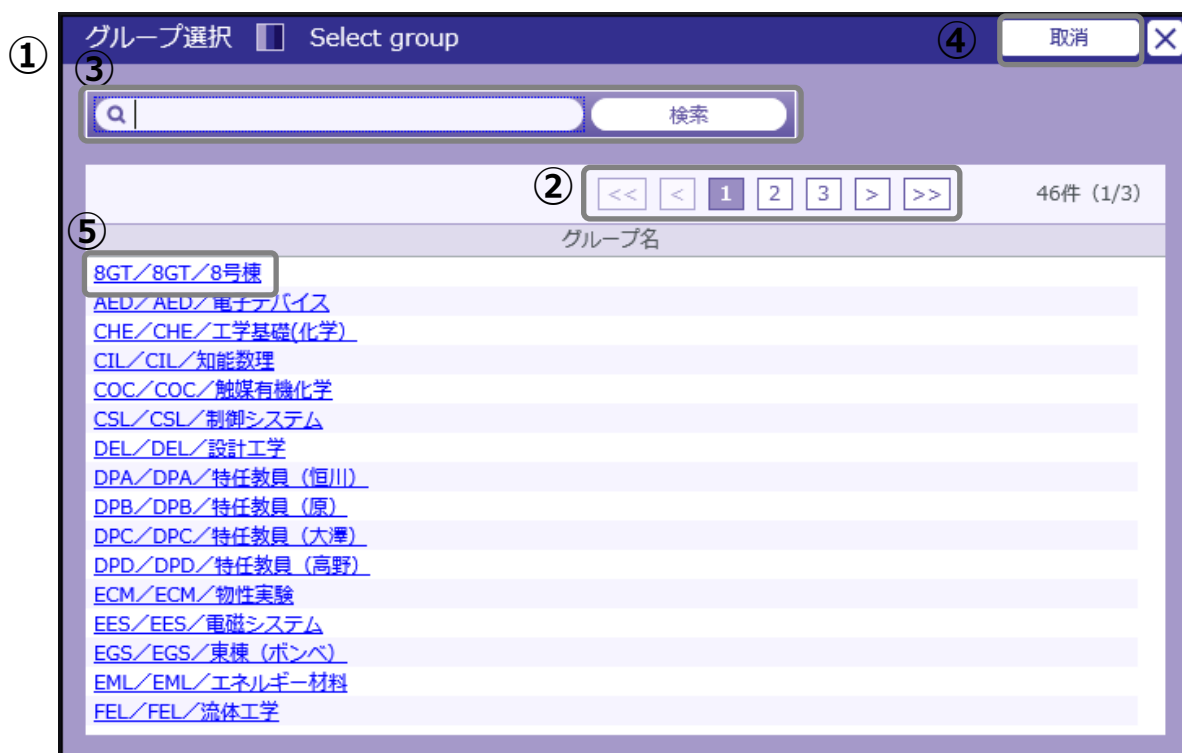 ① グループ選択 Select group ④ 取消
③
検索
② << < 1 2 3 > >> 46件 (1/3)
⑤ グループ名
8GT/8GT/8号棟
AED/AED/電子デバイス
CHE/CHE/工学基礎(化学)
CIL/CIL/知能数理
COC/COC/触媒有機化学
CSL/CSL/制御システム
DEL/DEL/設計工学
DPA/DPA/特任教員(恒川)
DPB/DPB/特任教員(原)
DPC/DPC/特任教員(大澤)
DPD/DPD/特任教員(高野)
ECM/ECM/物性実験
EES/EES/電磁システム
EGS/EGS/東棟(ボンベ)
EML/EML/エネルギー材料
FEL/FEL/流体工学